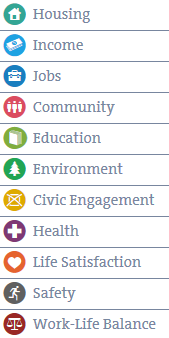 Housing
Income
Jobs
Community
Education
Environment
Civic Engagement
Health
Life Satisfaction
Safety
Work-Life Balance